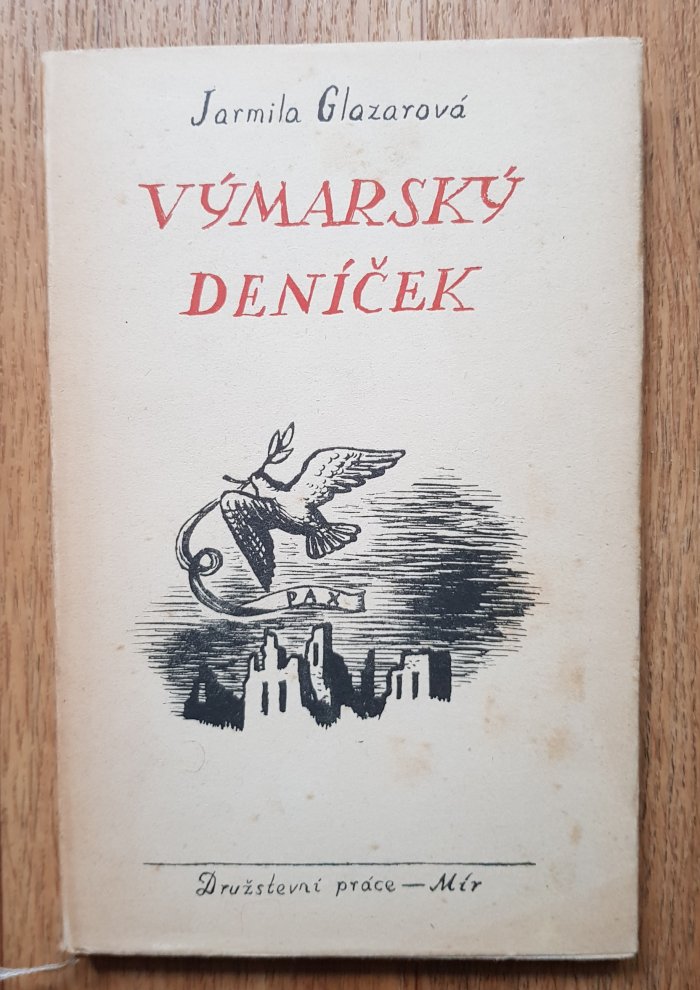 Jarmila Glazarová
VÝMARSKÝ
DENÍČEK
PAX
Družstevní práce — Mír